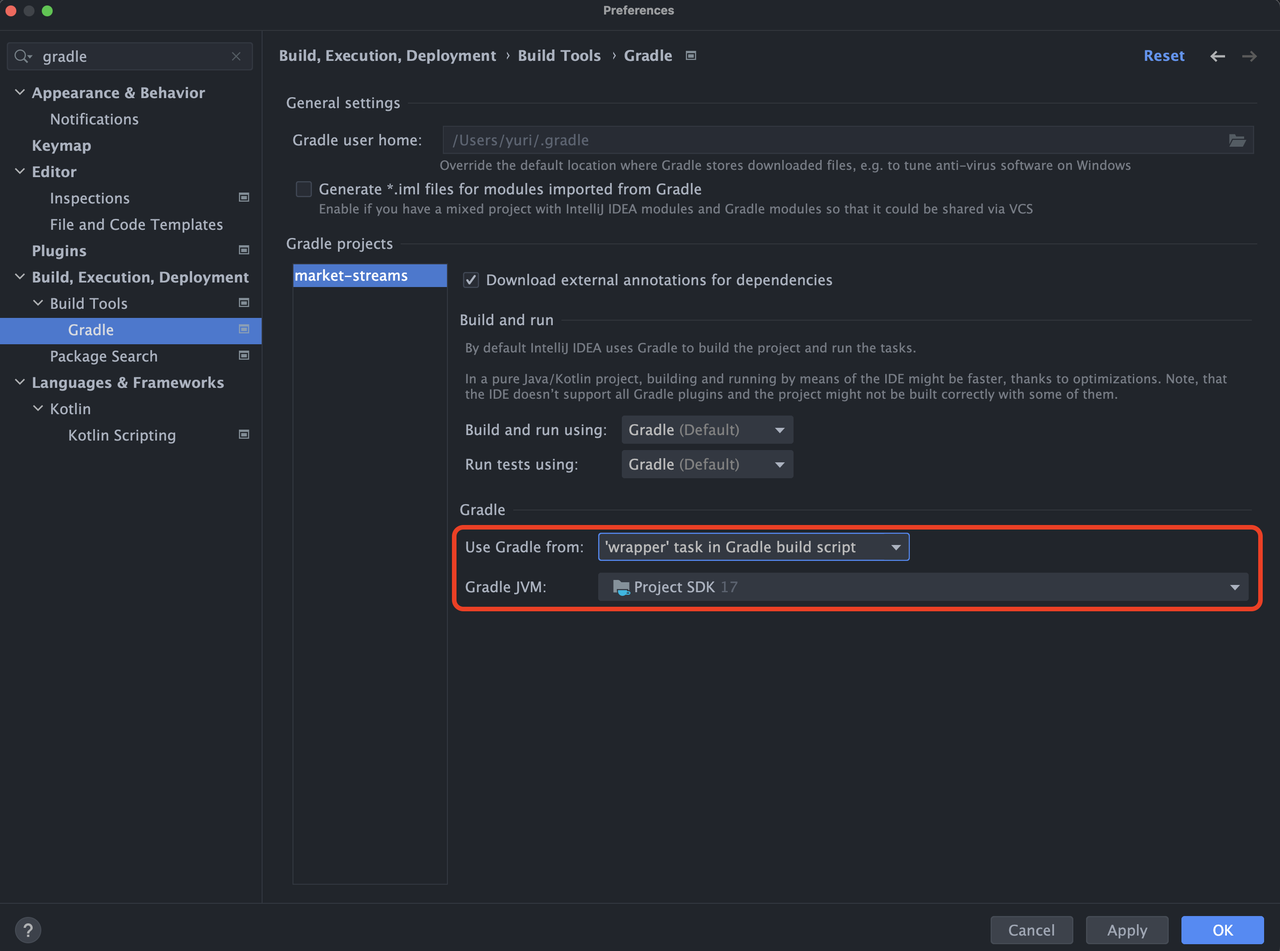 Preferences
gradle
Appearance & Behavior
Notifications
Keymap
Editor
Inspections
File and Code Templates
Plugins
Build, Execution, Deployment
Build Tools
Gradle
Package Search
Languages & Frameworks
Kotlin
Kotlin Scripting
Build, Execution, Deployment › Build Tools › Gradle
Reset
General settings
Gradle user home: /Users/yuri/.gradle
Override the default location where Gradle stores downloaded files, e.g. to tune anti-virus software on Windows
Generate *.iml files for modules imported from Gradle
Enable if you have a mixed project with IntelliJ IDEA modules and Gradle modules so that it could be shared via VCS
Gradle projects
market-streams
Download external annotations for dependencies
Build and run
By default IntelliJ IDEA uses Gradle to build the project and run the tasks.
In a pure Java/Kotlin project, building and running by means of the IDE might be faster, thanks to optimizations. Note, that
the IDE doesn't support all Gradle plugins and the project might not be built correctly with some of them.
Build and run using: Gradle (Default)
Run tests using: Gradle (Default)
Gradle
Use Gradle from: 'wrapper' task in Gradle build script
Gradle JVM: Project SDK 17
?
Cancel
Apply
OK